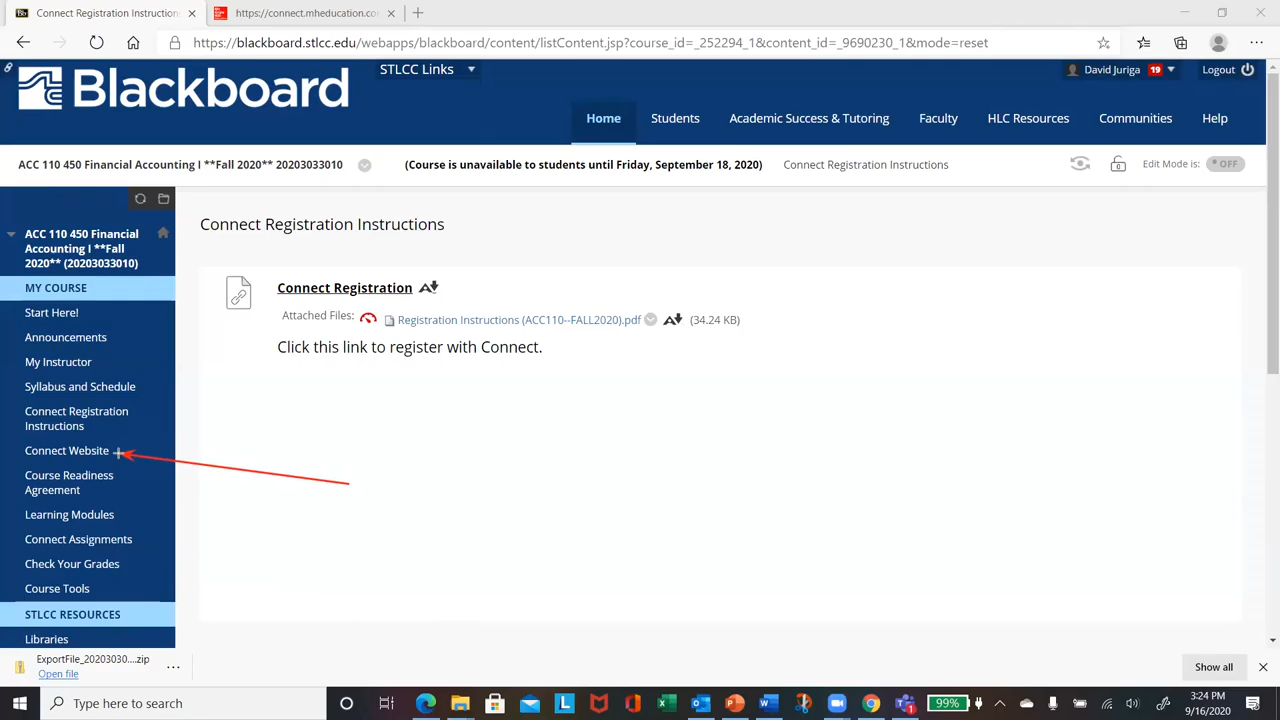 Connect Registration Instruction
https://connect.mheducation.co
https://blackboard.stlcc.edu/webapps/blackboard/content/listContent.jsp?course_id=_252294_1&content_id=_9690230_1&mode=reset
Blackboard
STLCC Links
David Juriga 19
Logout
Home
Students
Academic Success & Tutoring
Faculty
HLC Resources
Communities
Help
ACC 110 450 Financial Accounting I **Fall 2020** 20203033010
(Course is unavailable to students until Friday, September 18, 2020)
Connect Registration Instructions
Edit Mode is:
OFF
ACC 110 450 Financial
Accounting I **Fall
2020** (20203033010)
MY COURSE
Start Here!
Announcements
My Instructor
Syllabus and Schedule
Connect Registration
Instructions
Connect Website
Course Readiness
Agreement
Learning Modules
Connect Assignments
Check Your Grades
Course Tools
STLCC RESOURCES
Libraries
Connect Registration Instructions
Connect Registration
Attached Files:
Registration Instructions (ACC110--FALL2020).pdf
(34.24 KB)
Click this link to register with Connect.
ExportFile_20203030....zip
Open file
Show all
Type here to search
99%
3:24 PM
9/16/2020